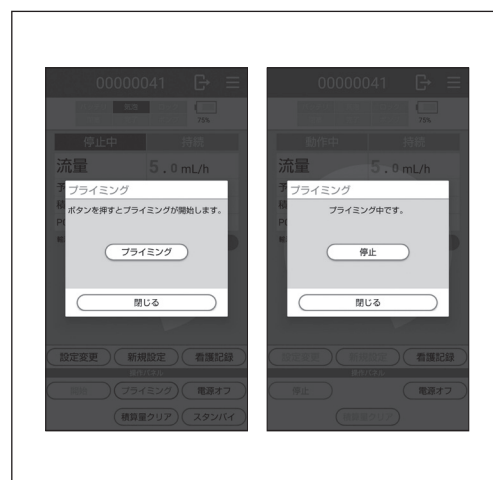 00000041
残量
75%
停止中
持続
流量
5.0 mL/h
プライミング
ボタンを押すとプライミングが開始します。
プライミング
閉じる
設定変更
新規設定
看護記録
操作パネル
開始
プライミング
電源オフ
積算量クリア
スタンバイ
00000041
75%
動作中
持続
流量
5.0 mL/h
プライミング
プライミング中です。
停止
閉じる
設定変更
新規設定
看護記録
操作パネル
停止
電源オフ
積算量クリア